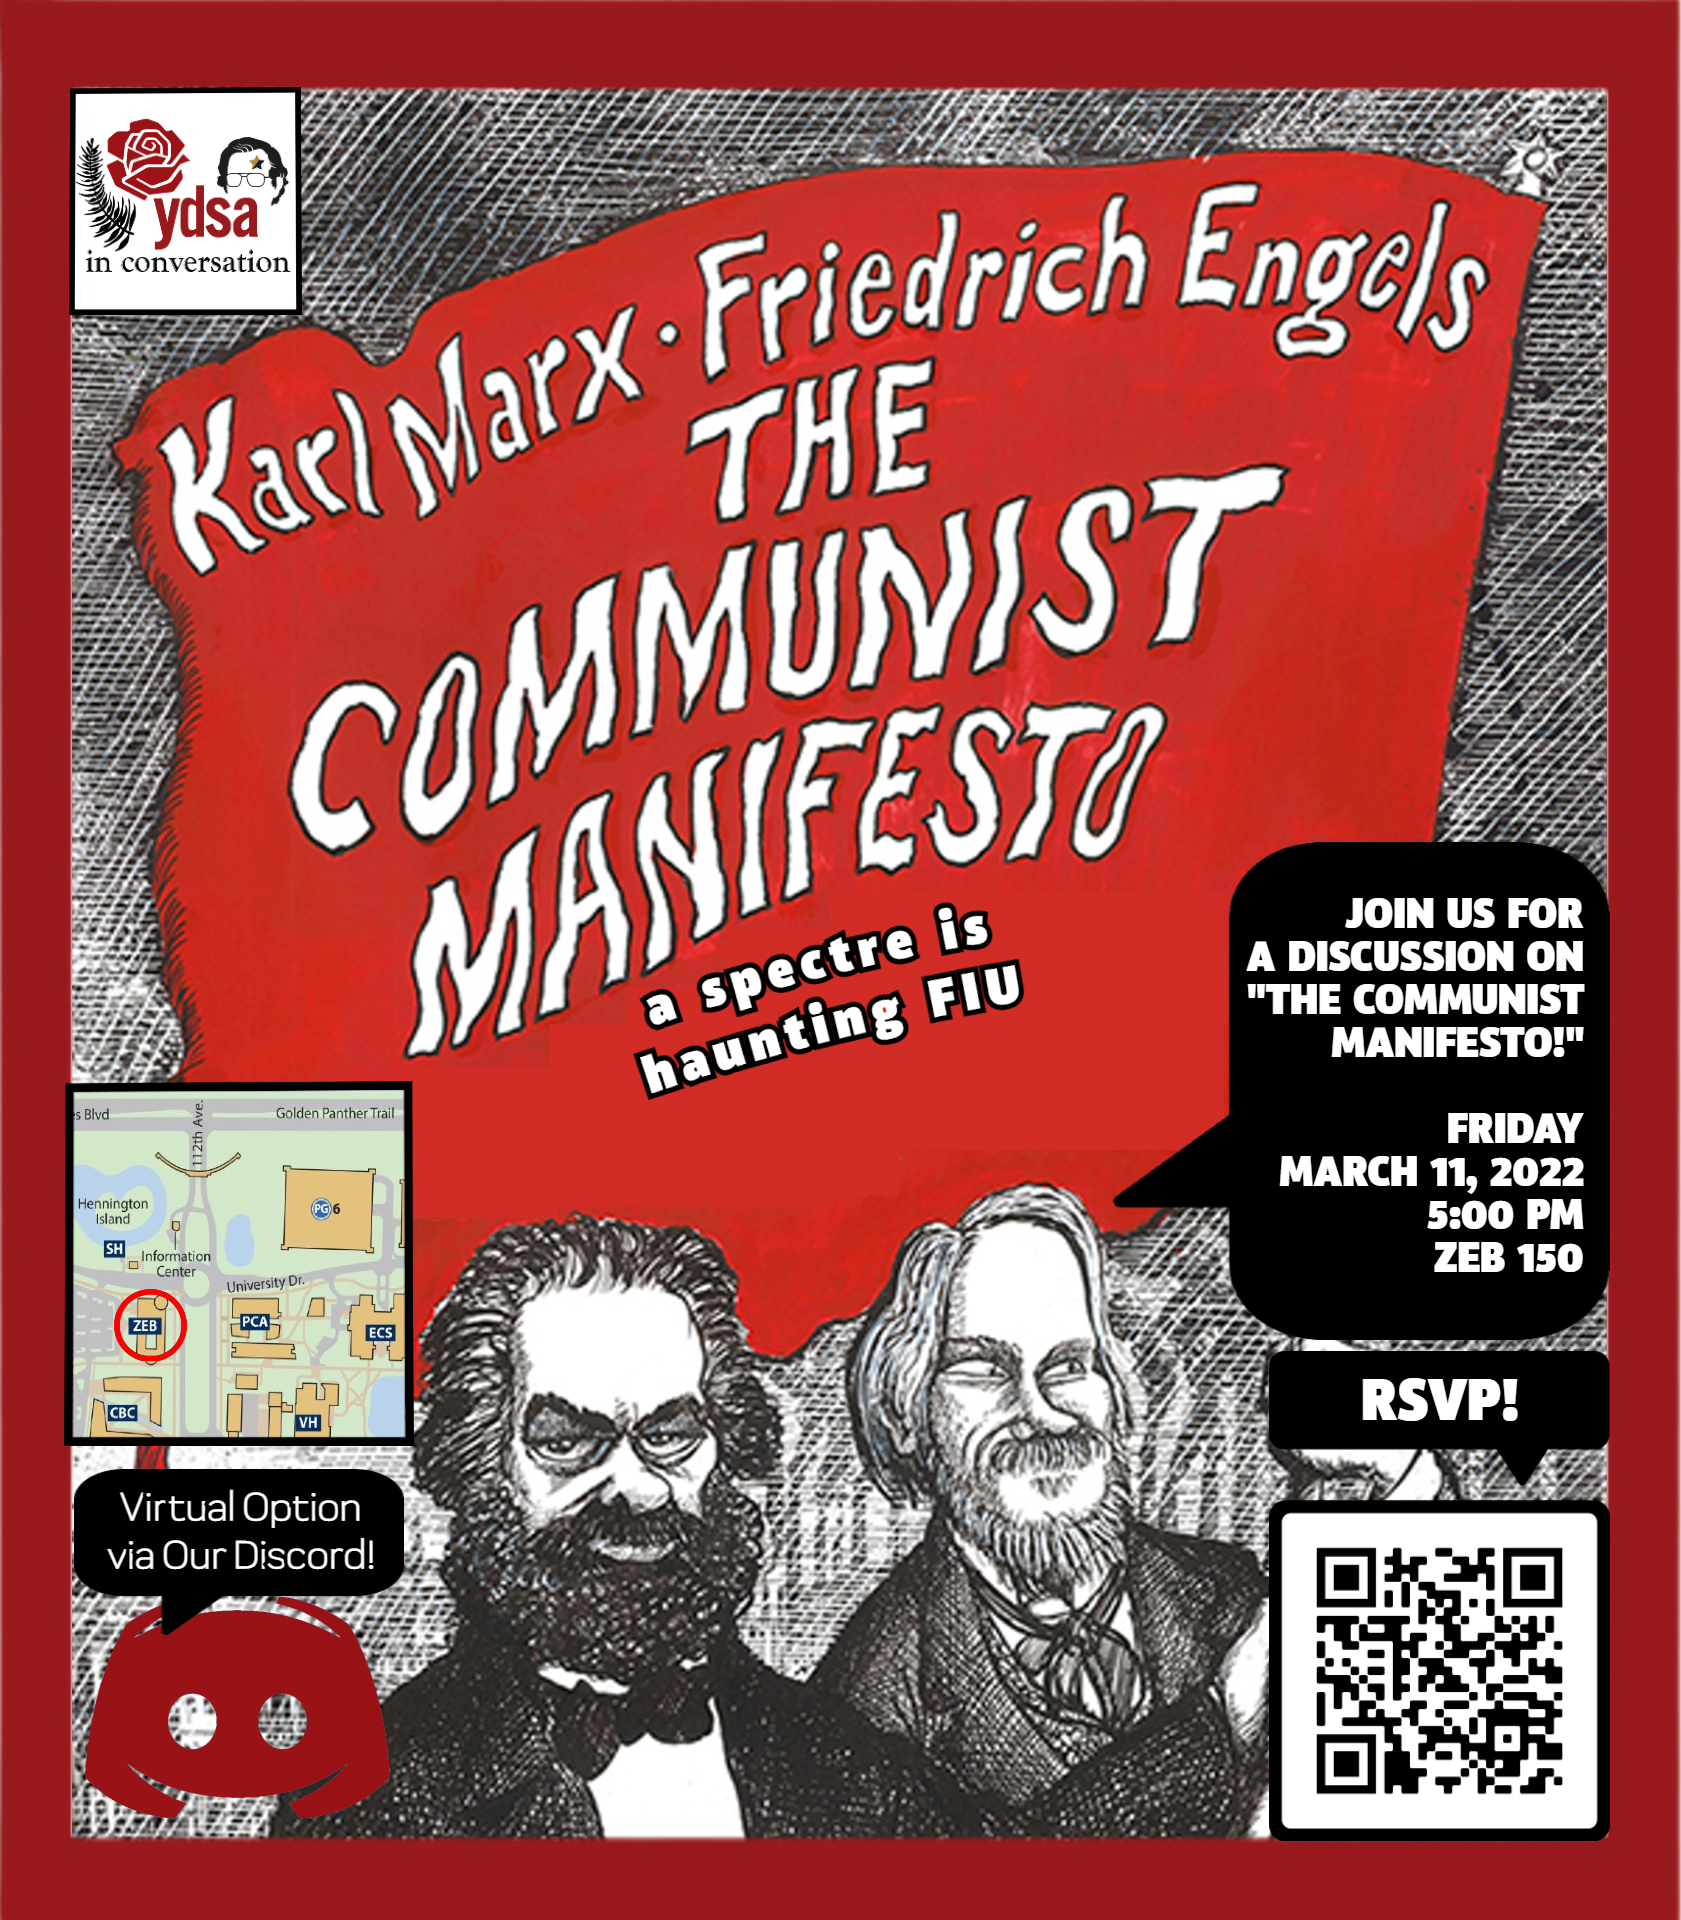 ydsa
in conversation
Karl Marx · Friedrich Engels
THE
COMMUNIST
MANIFESTO
a spectre is
haunting FIU
JOIN US FOR
A DISCUSSION ON
"THE COMMUNIST
MANIFESTO!"
FRIDAY
MARCH 11, 2022
5:00 PM
ZEB 150
RSVP!
s Blvd
112th Ave.
Golden Panther Trail
Hennington
Island
PG 6
SH
Information
Center
University Dr.
ZEB
PCA
ECS
CBC
VH
Virtual Option
via Our Discord!